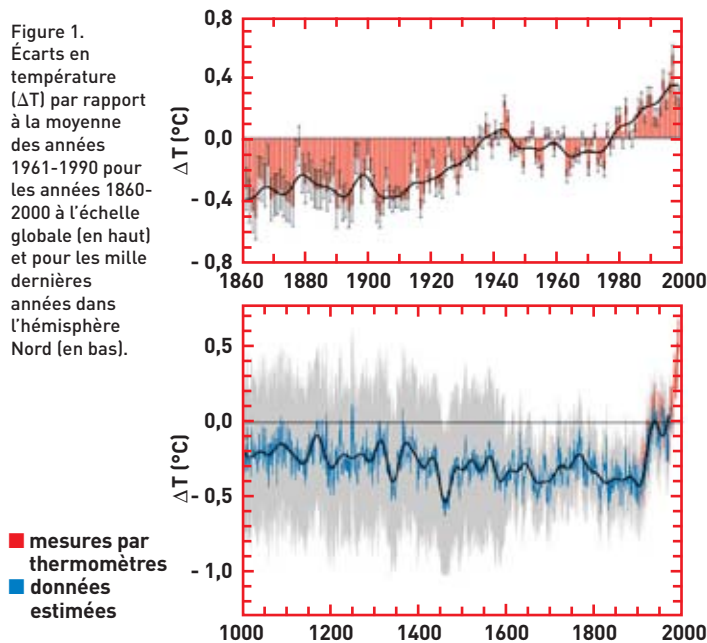 Figure 1.
Écarts en
température
(ΔT) par rapport
à la moyenne
des années
1961-1990 pour
les années 1860-
2000 à l'échelle
globale (en haut)
et pour les mille
dernières
années dans
l'hémisphère
Nord (en bas).
0,8
0,4
0,0
- 0,4
- 0,8
Δ T (°C)
1860 1880 1900 1920 1940 1960 1980 2000
0,5
0,0
- 0,5
- 1,0
Δ T (°C)
1000 1200 1400 1600 1800 2000
mesures par
thermomètres
données
estimées